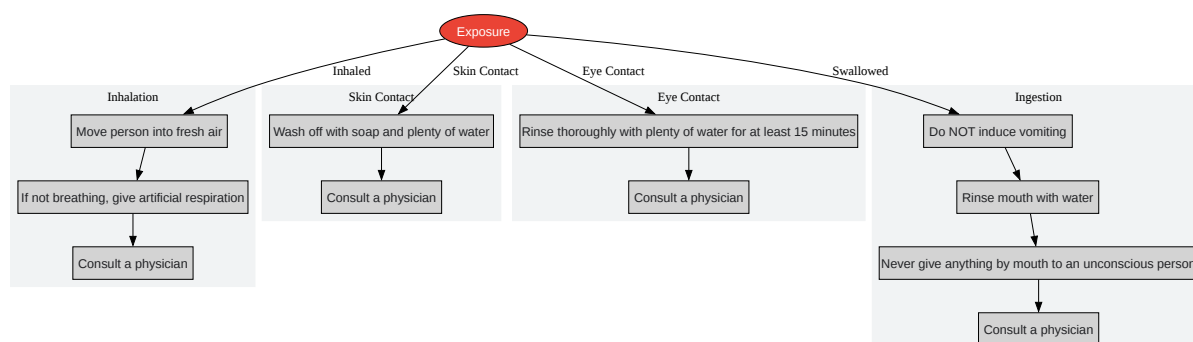 Exposure
Inhaled
Skin Contact
Eye Contact
Swallowed
Inhalation
Move person into fresh air
If not breathing, give artificial respiration
Consult a physician
Skin Contact
Wash off with soap and plenty of water
Consult a physician
Eye Contact
Rinse thoroughly with plenty of water for at least 15 minutes
Consult a physician
Ingestion
Do NOT induce vomiting
Rinse mouth with water
Never give anything by mouth to an unconscious person
Consult a physician